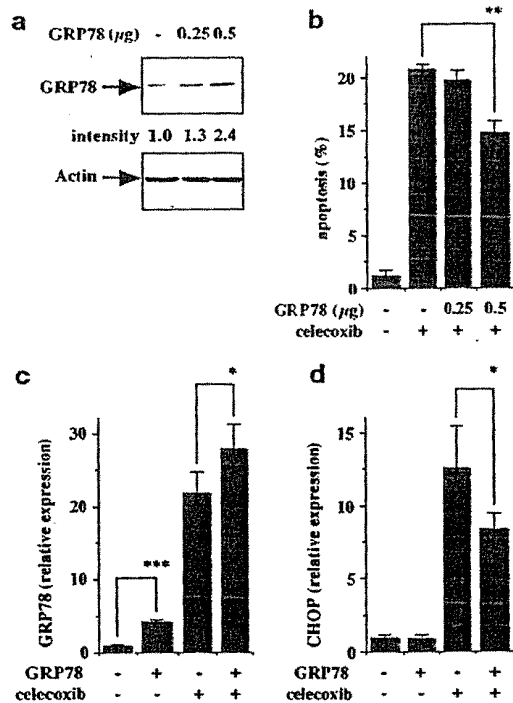 a
GRP78 (µg) - 0.25 0.5
GRP78
intensity 1.0 1.3 2.4
Actin
b
**
20
15
10
5
0
apoptosis (%)
GRP78 (µg) - - 0.25 0.5
celecoxib - + + +
c
*
***
30
20
10
0
GRP78 (relative expression)
GRP78 - + - +
celecoxib - - + +
d
*
15
10
5
0
CHOP (relative expression)
GRP78 - + - +
celecoxib - - + +